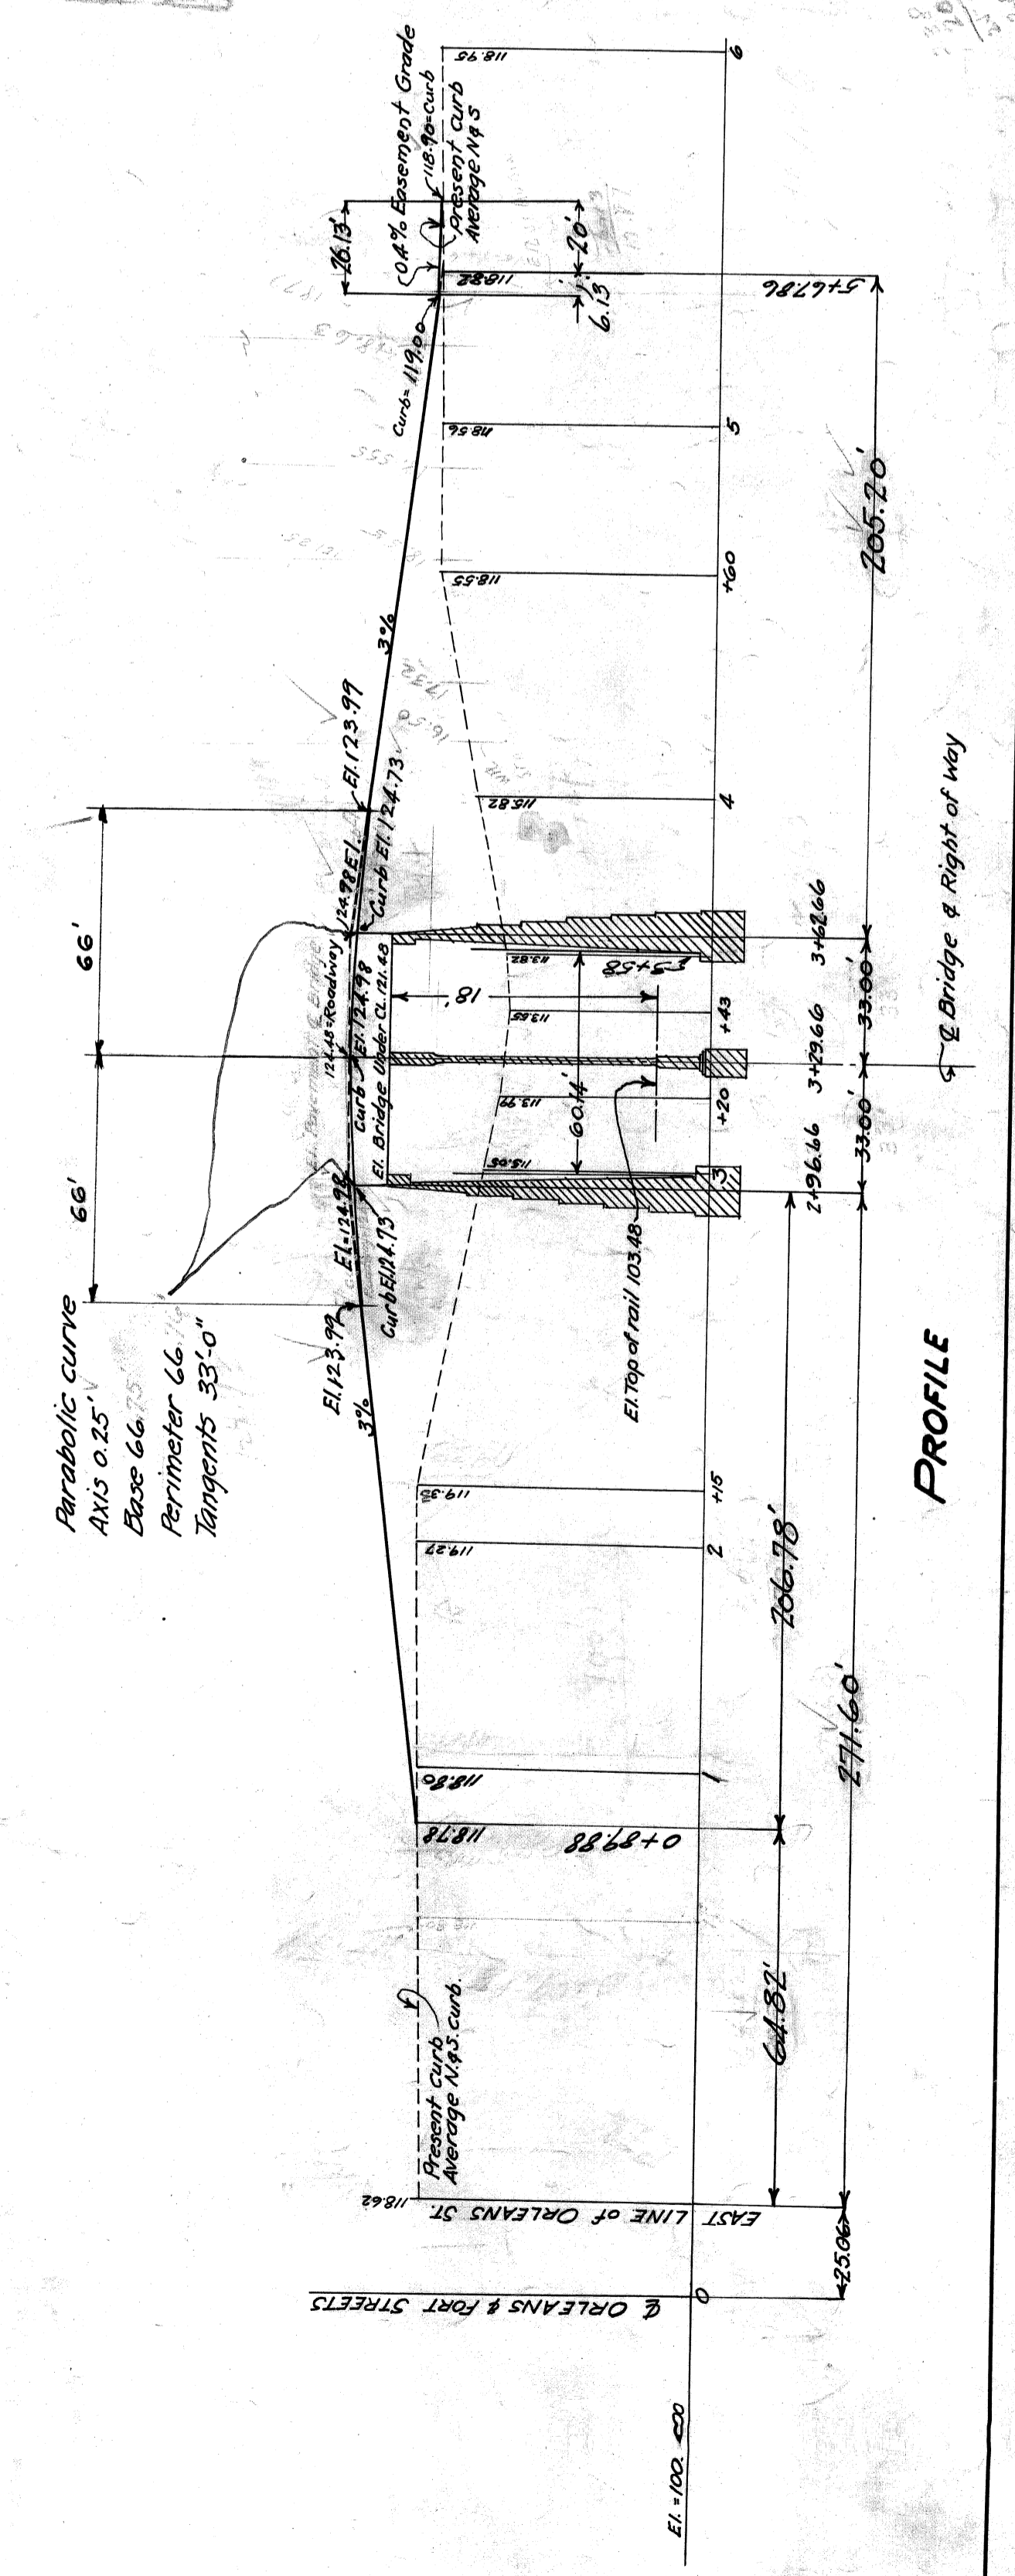 Parabolic curve
Axis 0.25'
Base 66.75
Perimeter 66.76'
Tangents 33'-0"
66'
66'
26.13'
0.4% Easement Grade
118.90=Curb
Present curb
Average N&S
Curb=119.00
20'
6.13'
El.123.99
3%
El.=124.98
Curb El.124.73
124.48=Roadway
Curb El.124.98
El. Bridge Under CL.121.48
124.98 El.
Curb El.124.73
El.123.99
3%
18'
60.14'
El.Top of rail 103.48
Present curb
Average N.&S. curb.
118.62
118.78
118.80
119.27
119.35
115.05
113.99
113.55
113.82
115.82
118.55
118.56
118.82
118.95
0+89.88
3+58
5+67.86
EAST LINE of ORLEANS ST.
℄ ORLEANS & FORT STREETS
El.=100.00
0
1
2
+15
3
+20
+43
4
+60
5
6
2+96.66
3+29.66
3+62.66
33.00'
33.00'
205.20'
206.78'
64.82'
271.60'
25.06'
℄ Bridge & Right of Way
PROFILE